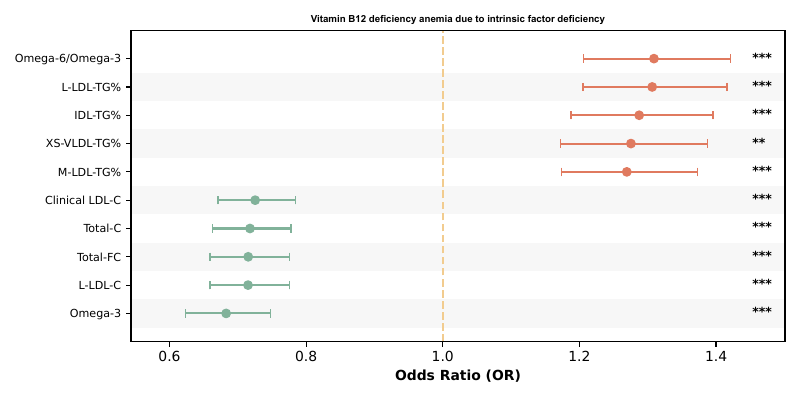 Vitamin B12 deficiency anemia due to intrinsic factor deficiency
Omega-6/Omega-3 ***
L-LDL-TG% ***
IDL-TG% ***
XS-VLDL-TG% **
M-LDL-TG% ***
Clinical LDL-C ***
Total-C ***
Total-FC ***
L-LDL-C ***
Omega-3 ***
0.6 0.8 1.0 1.2 1.4
Odds Ratio (OR)